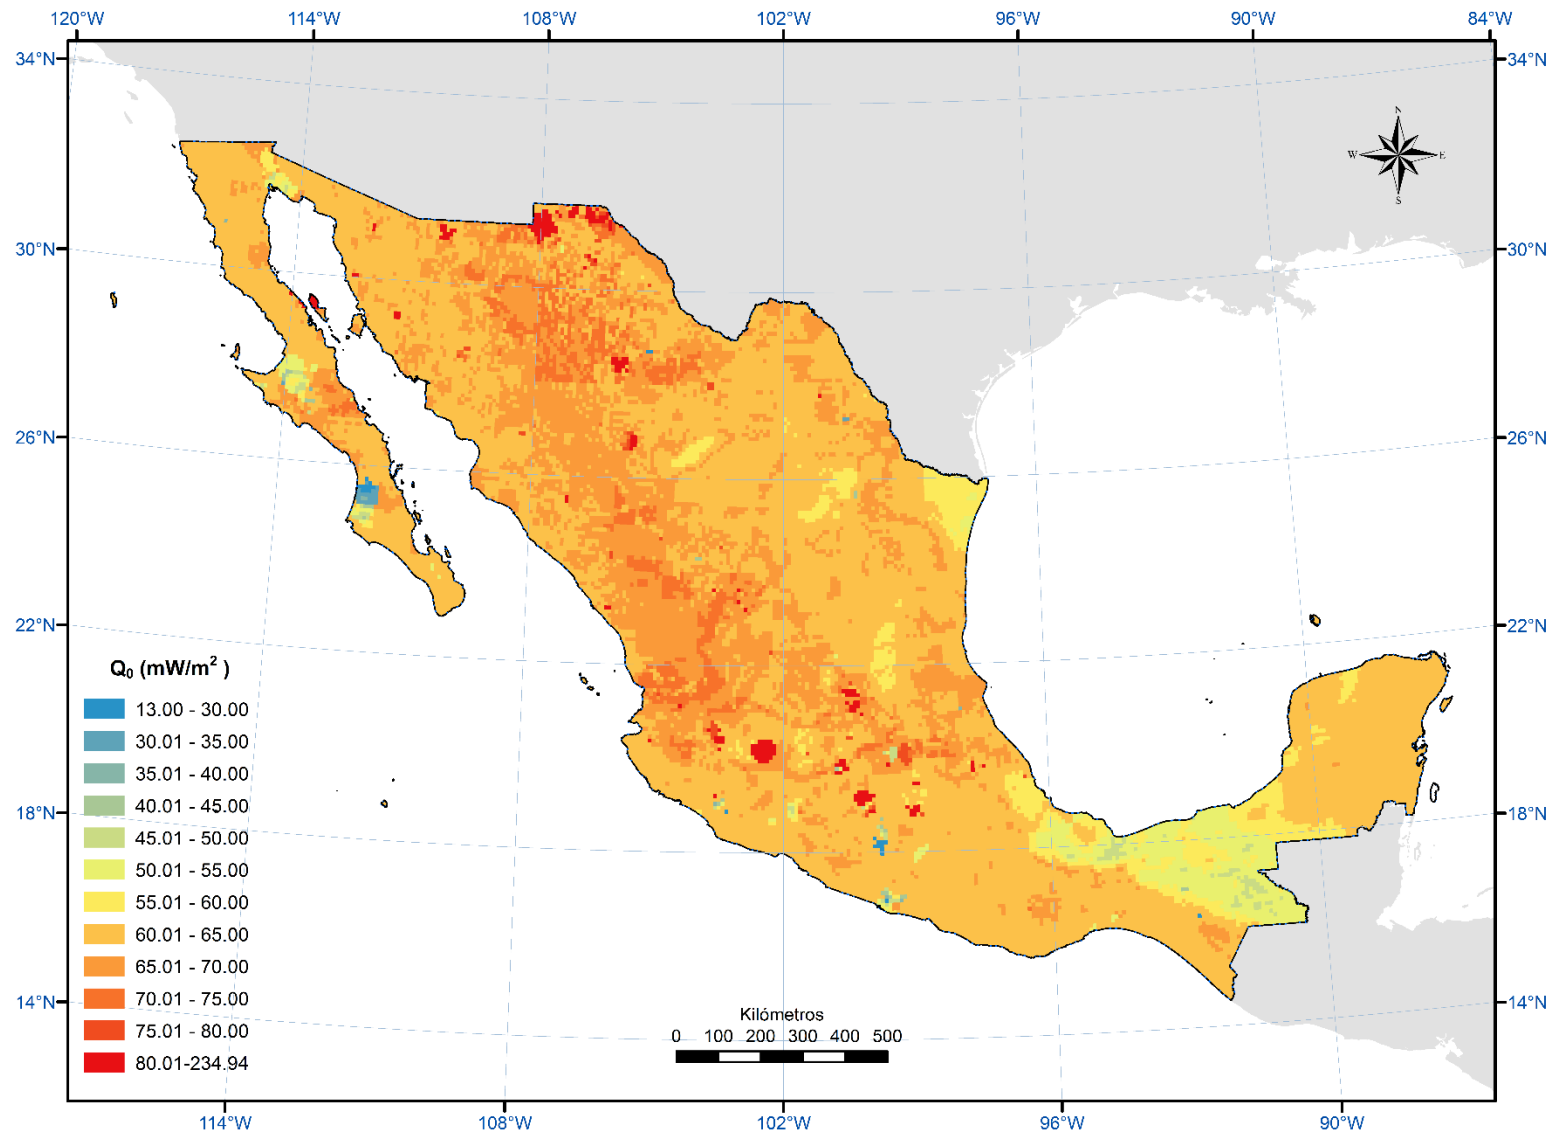 120°W 114°W 108°W 102°W 96°W 90°W 84°W
34°N 34°N
N
W E
S
30°N 30°N
26°N 26°N
22°N 22°N
Q₀ (mW/m² )
13.00 - 30.00
30.01 - 35.00
35.01 - 40.00
40.01 - 45.00
18°N 18°N
45.01 - 50.00
50.01 - 55.00
55.01 - 60.00
60.01 - 65.00
65.01 - 70.00
70.01 - 75.00
14°N 14°N
75.01 - 80.00
80.01-234.94
Kilómetros
0 100 200 300 400 500
114°W 108°W 102°W 96°W 90°W